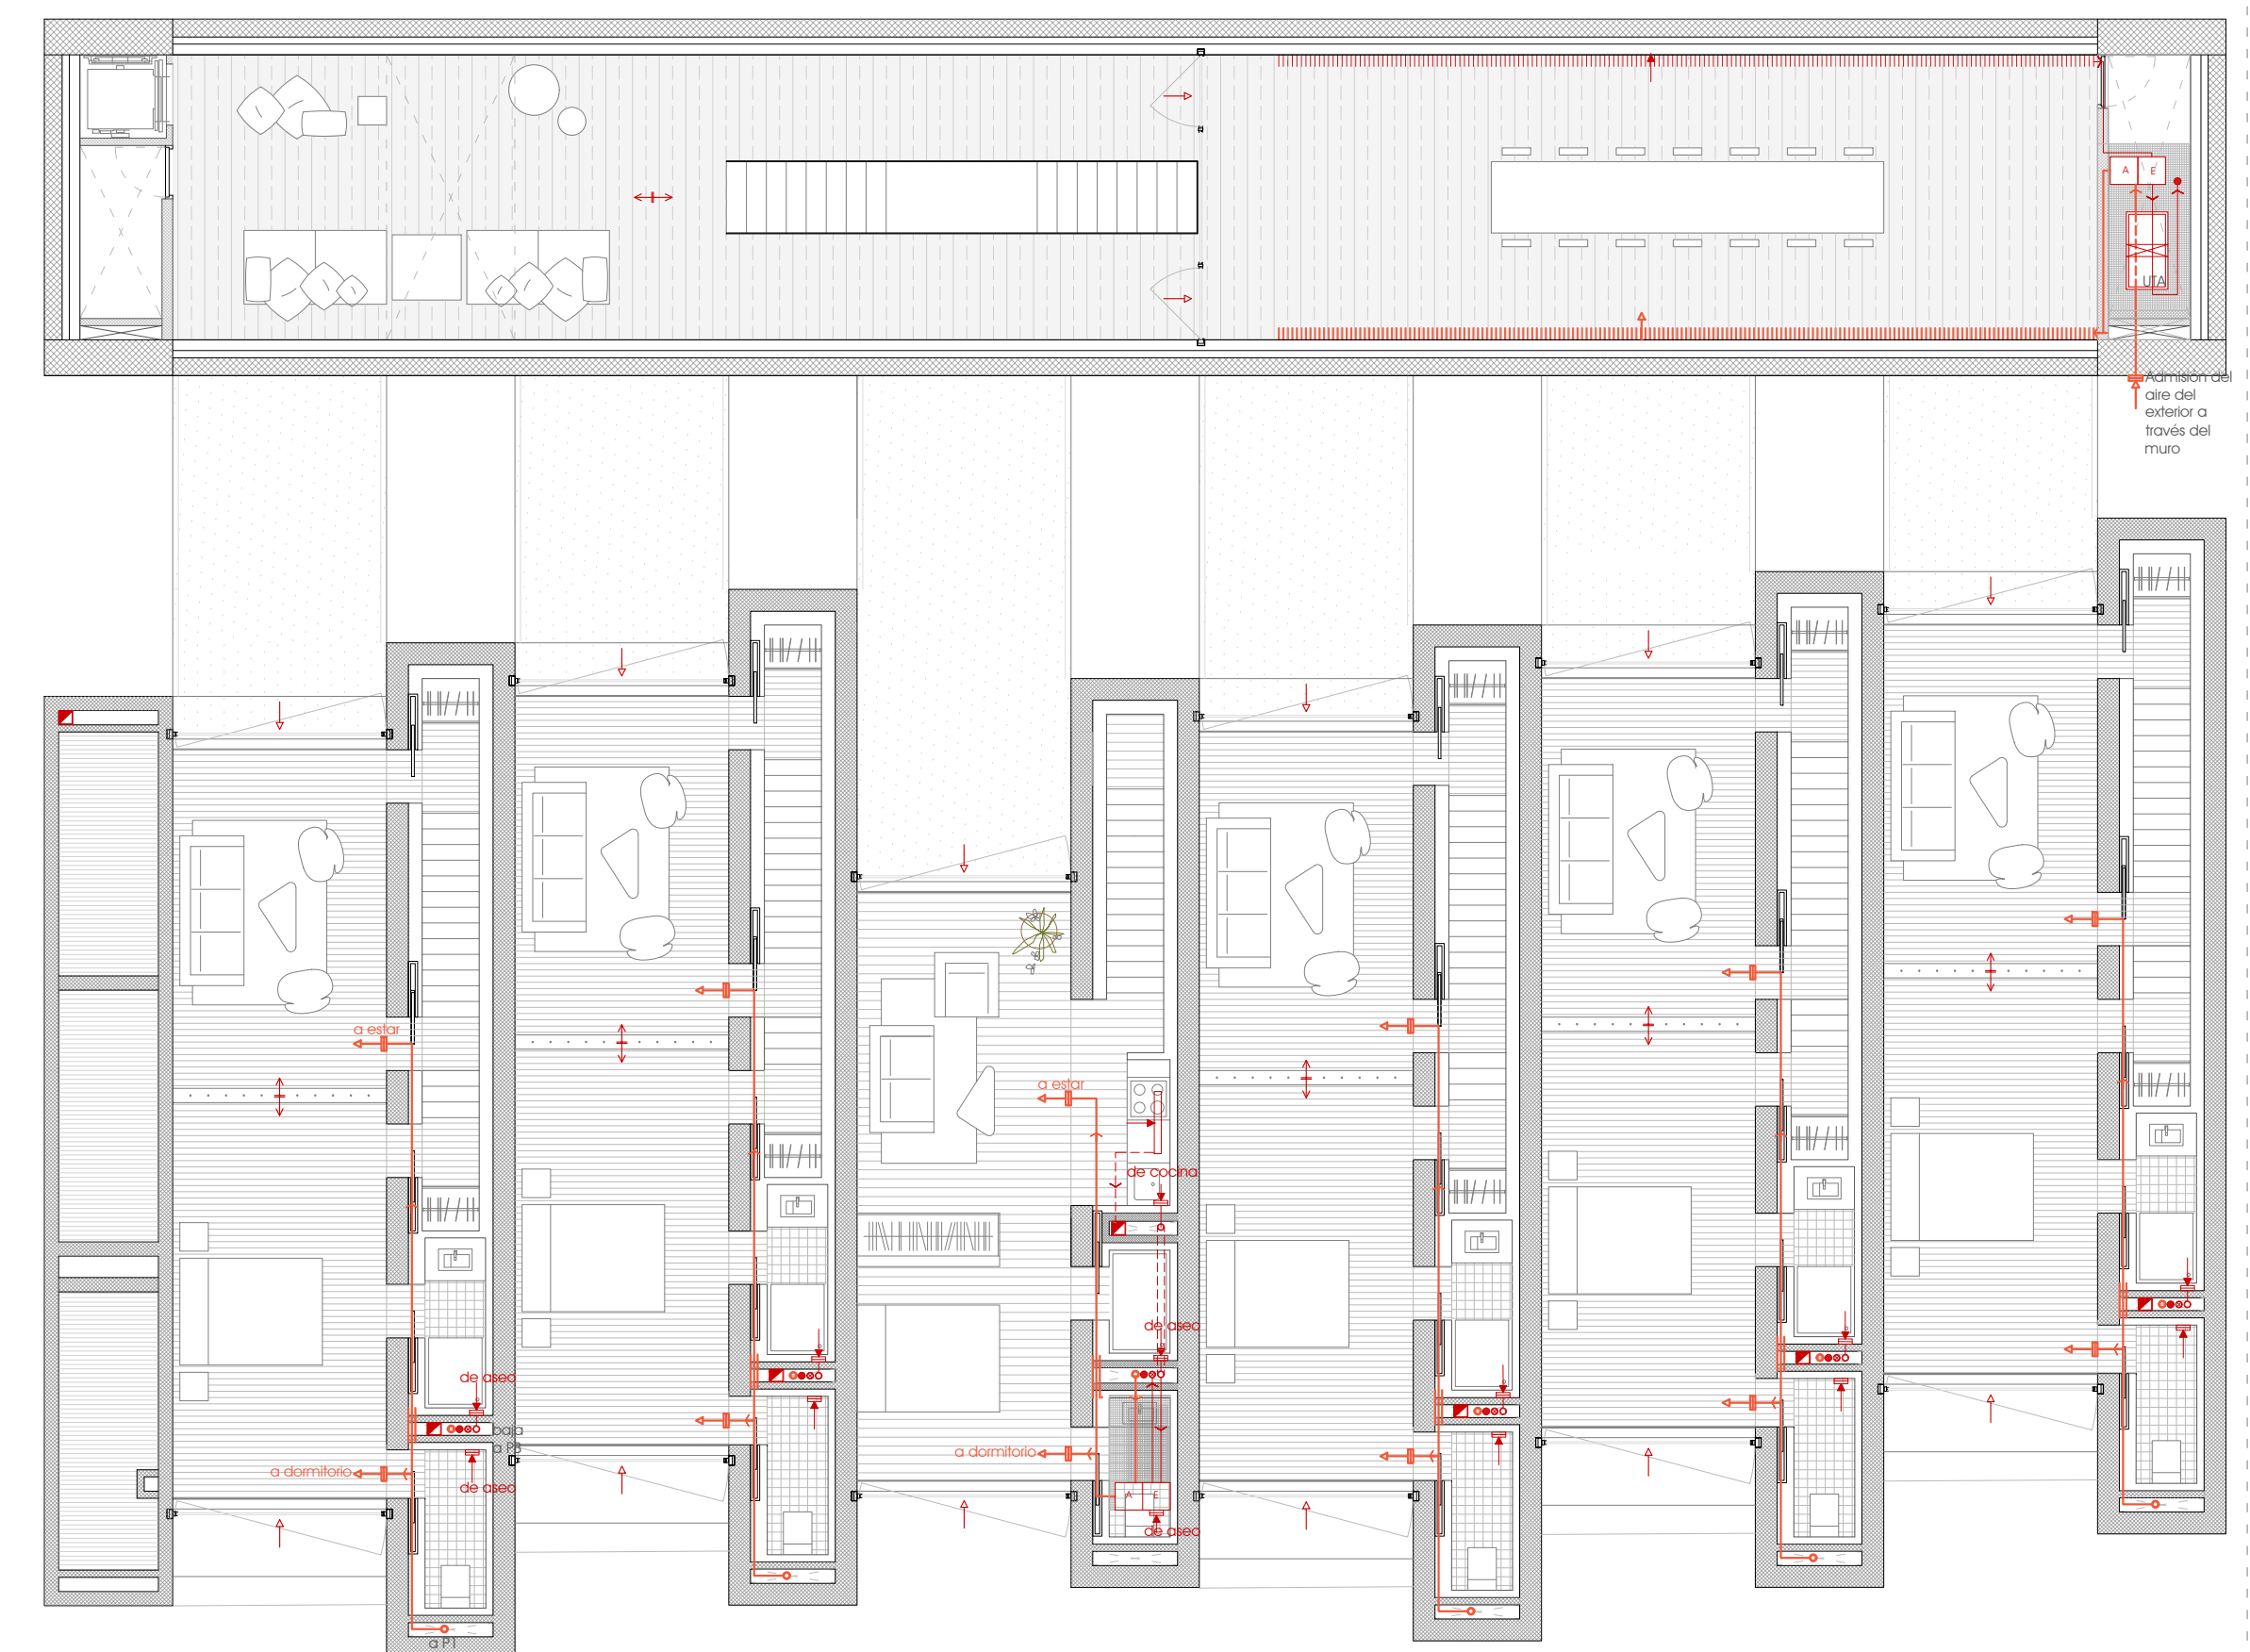 A E
UTA
Admisión del
aire del
exterior a
través del
muro
a estar
a estar
de cocina
de aseo
de aseo
baja
a P3
a dormitorio
a dormitorio
de aseo
A E
de aseo
a P1